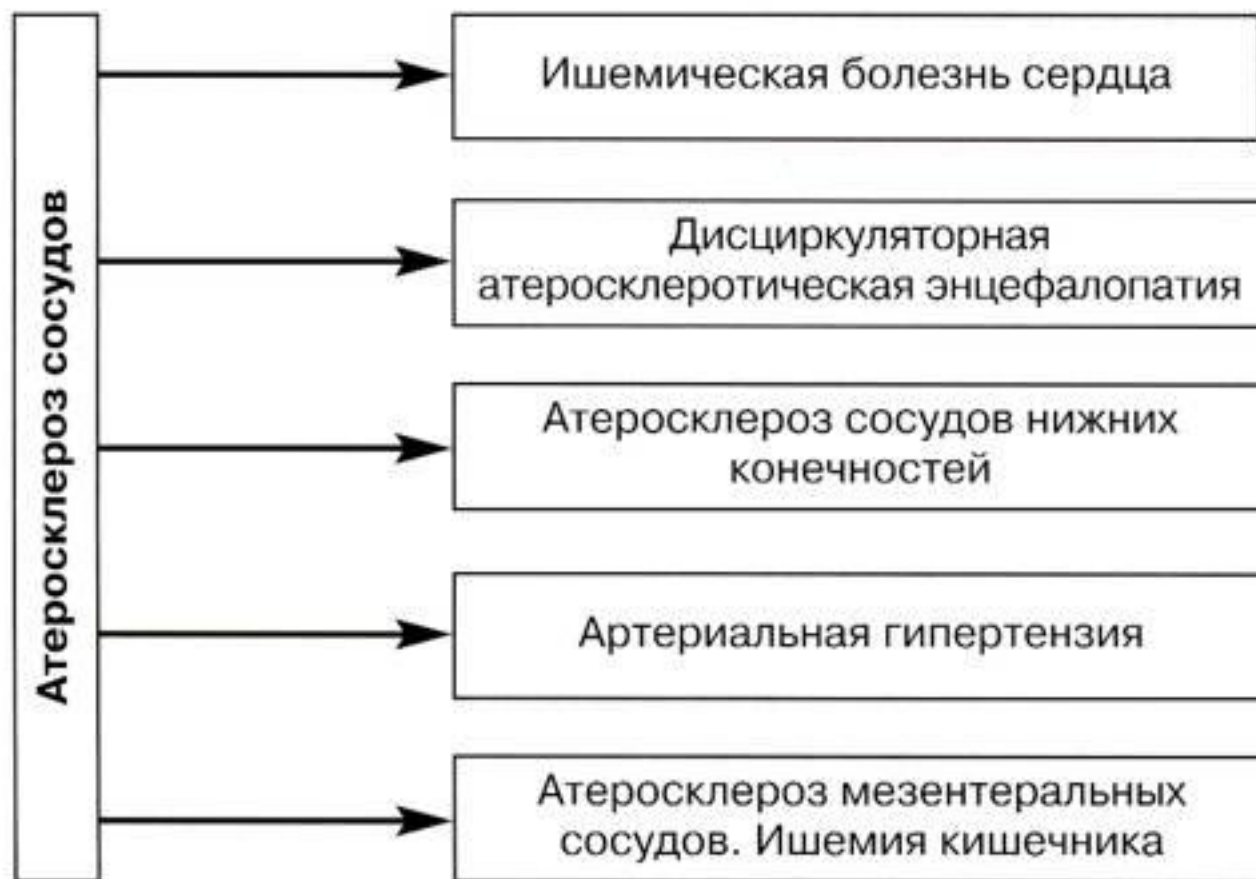 Атеросклероз сосудов
Ишемическая болезнь сердца
Дисциркуляторная
атеросклеротическая энцефалопатия
Атеросклероз сосудов нижних
конечностей
Артериальная гипертензия
Атеросклероз мезентеральных
сосудов. Ишемия кишечника